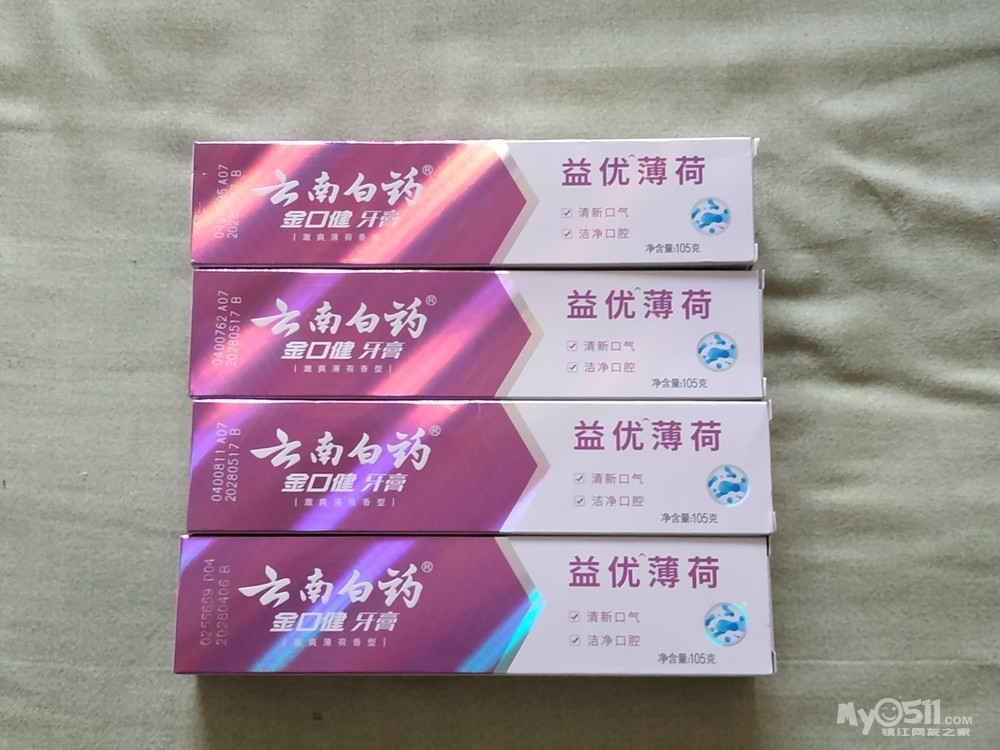 云南白药®
金口健 牙膏
激爽薄荷香型
益优薄荷
清新口气
洁净口腔
净含量:105克
0400762 A07
20280517 B
云南白药®
金口健 牙膏
激爽薄荷香型
益优薄荷
清新口气
洁净口腔
净含量:105克
0400811 A07
20280517 B
云南白药®
金口健 牙膏
激爽薄荷香型
益优薄荷
清新口气
洁净口腔
净含量:105克
0256659 D04
20280406 B
云南白药®
金口健 牙膏
激爽薄荷香型
益优薄荷
清新口气
洁净口腔
净含量:105克
My0511.COM
镇江网友之家